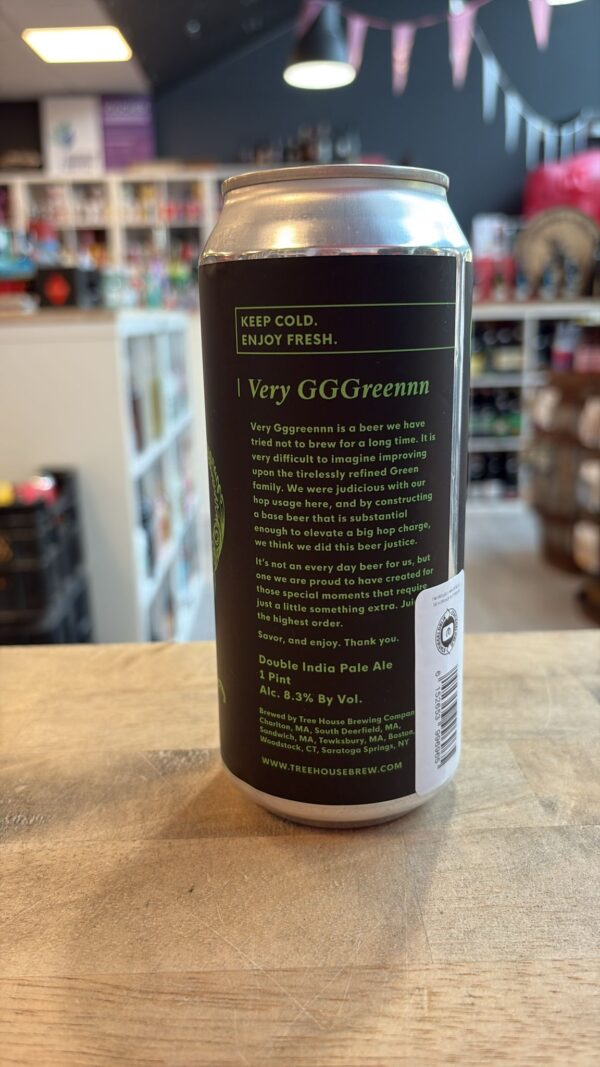 KEEP COLD.
ENJOY FRESH.
Very GGGreennn
Very Gggreennn is a beer we have
tried not to brew for a long time. It is
very difficult to imagine improving
upon the tirelessly refined Green
family. We were judicious with our
hop usage here, and by constructing
a base beer that is substantial
enough to elevate a big hop charge,
we think we did this beer justice.
It's not an every day beer for us, but
one we are proud to have created for
those special moments that require
just a little something extra.
the highest order.
Savor, and enjoy. Thank you.
Double India Pale Ale
1 Pint
Alc. 8.3% By Vol.
Brewed by Tree House Brewing Company
Charlton, MA, South Deerfield, MA,
Sandwich, MA, Tewksbury, MA, Boston,
Woodstock, CT, Saratoga Springs, NY
WWW.TREEHOUSEBREW.COM